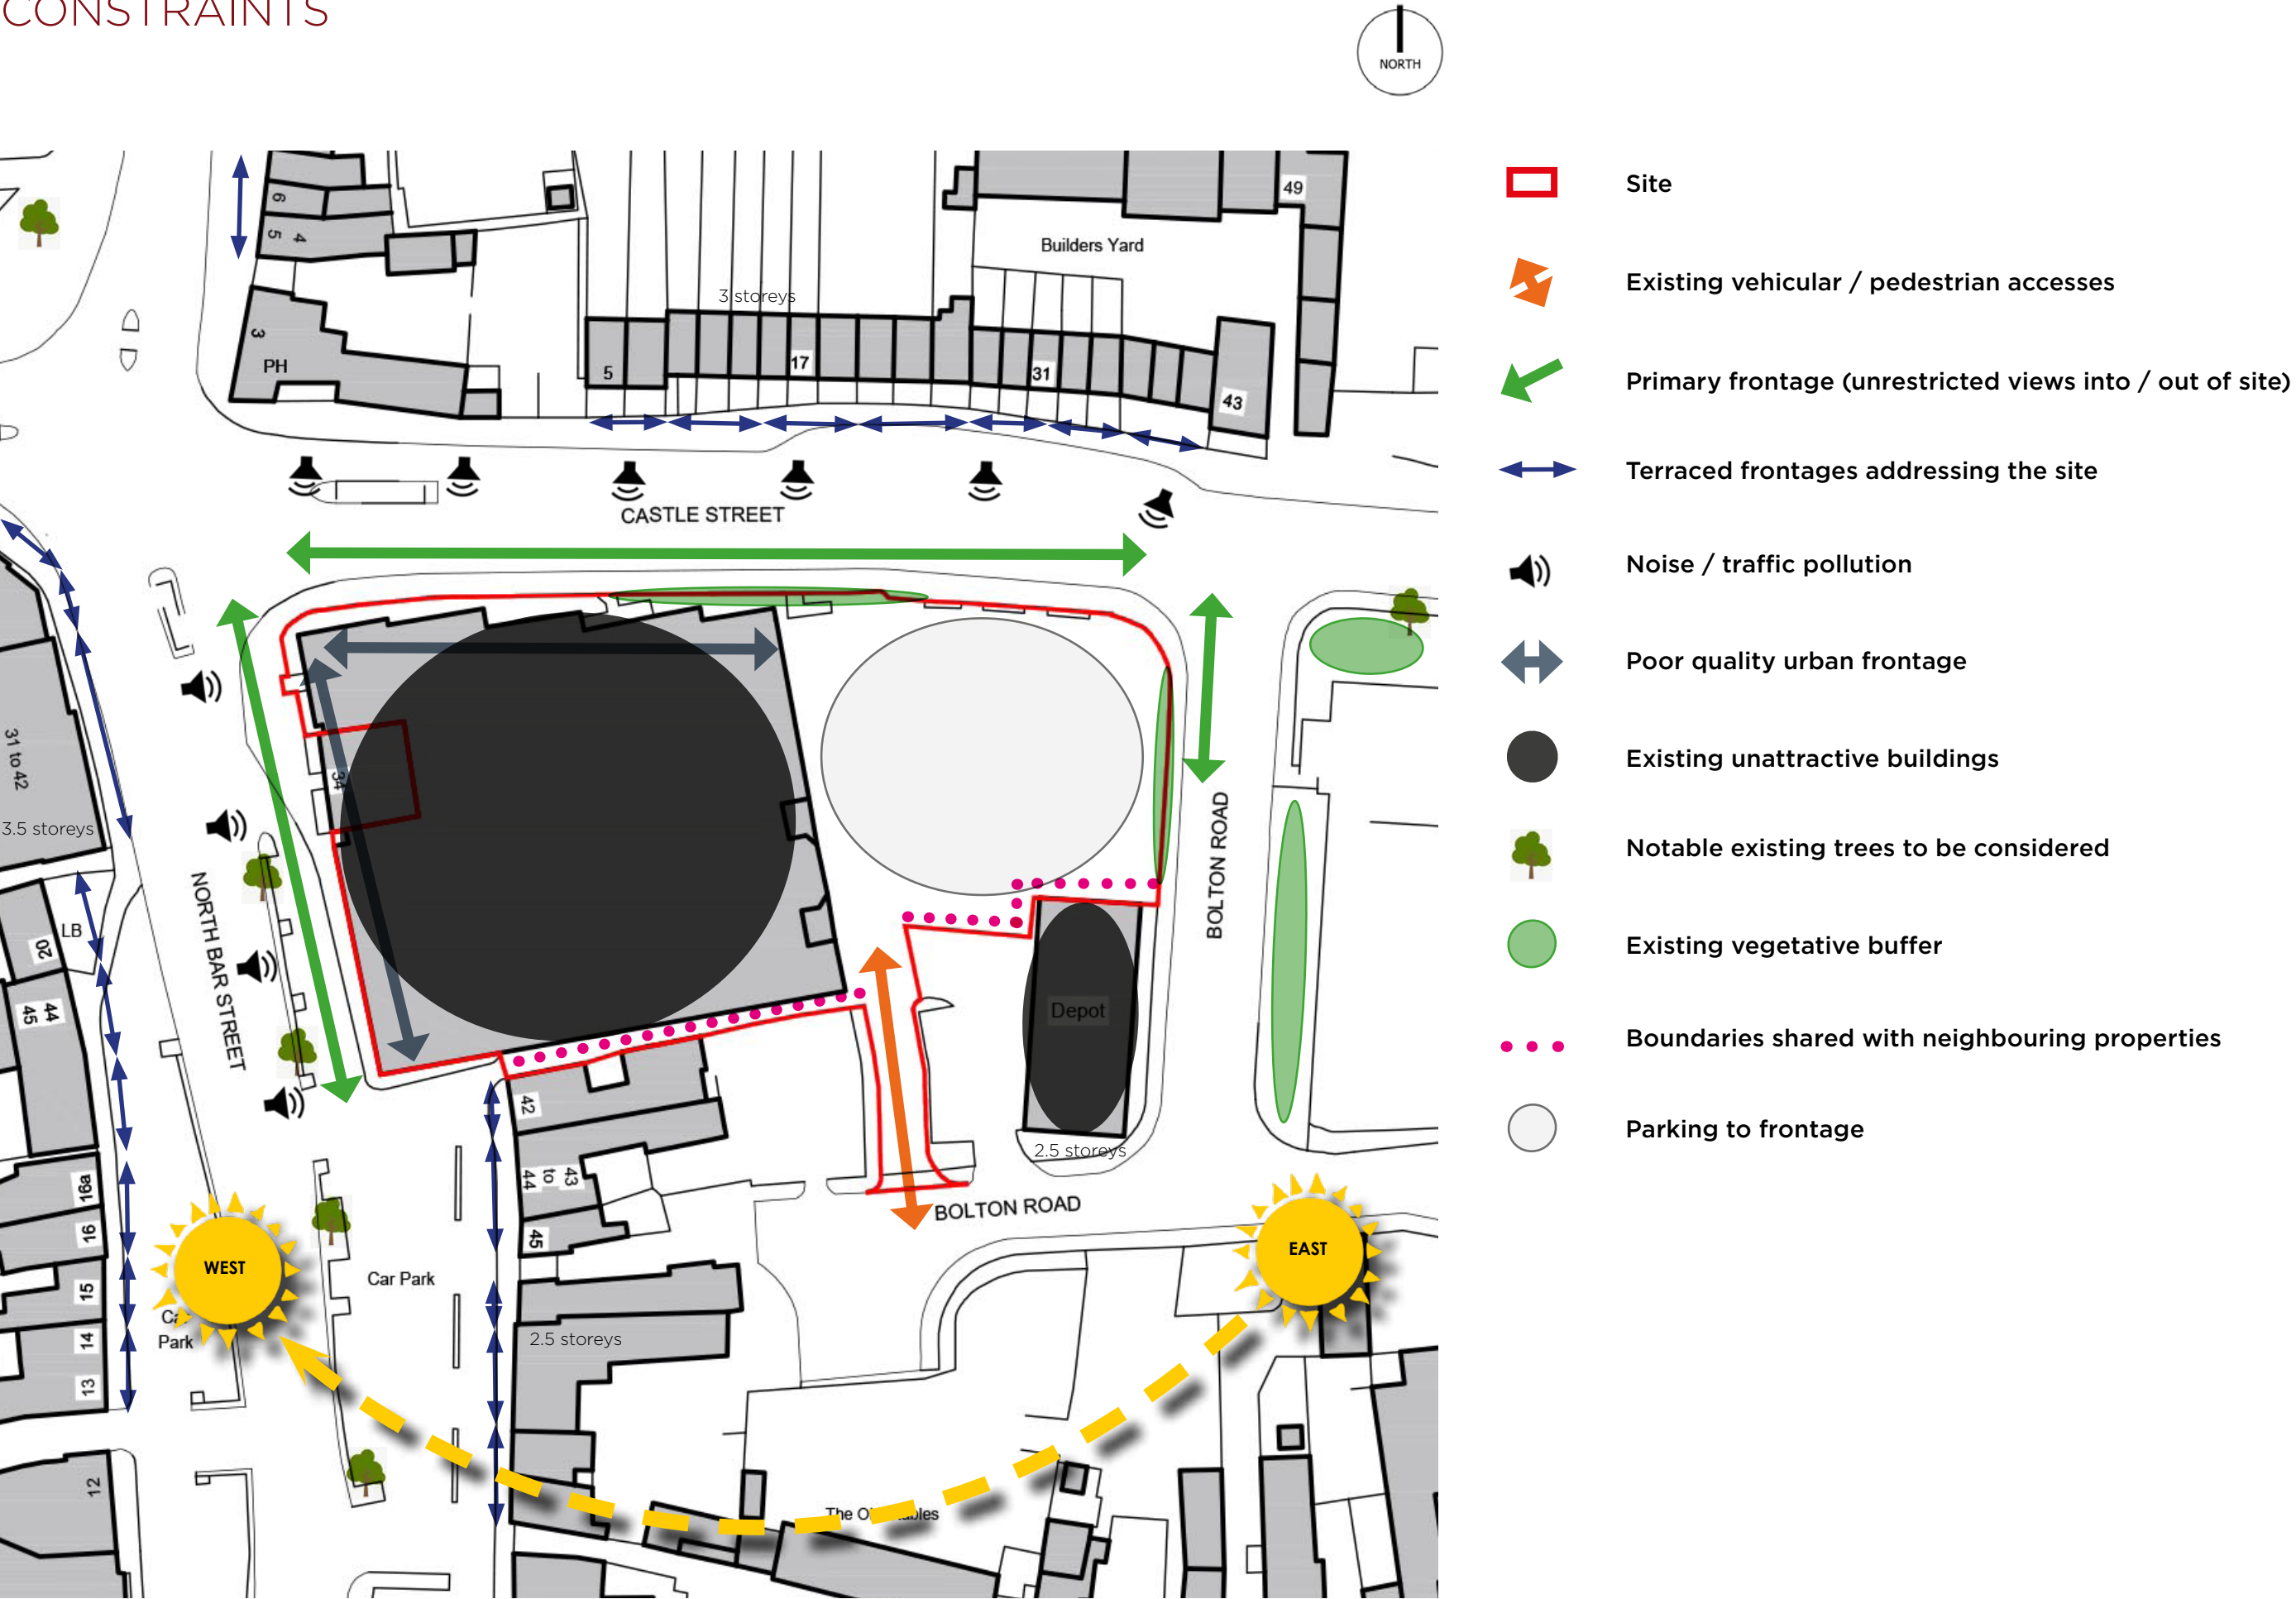 CONSTRAINTS
NORTH
Site
Existing vehicular / pedestrian accesses
Primary frontage (unrestricted views into / out of site)
Terraced frontages addressing the site
Noise / traffic pollution
Poor quality urban frontage
Existing unattractive buildings
Notable existing trees to be considered
Existing vegetative buffer
Boundaries shared with neighbouring properties
Parking to frontage
6
5 4
3
PH
49
Builders Yard
3 storeys
5
17
31
43
CASTLE STREET
31 to 42
3.5 storeys
34
BOLTON ROAD
NORTH BAR STREET
LB
20
44
45
Depot
2.5 storeys
42
43
to
44
45
16a
16
15
14
13
12
BOLTON ROAD
WEST
EAST
Car Park
Park
2.5 storeys
The